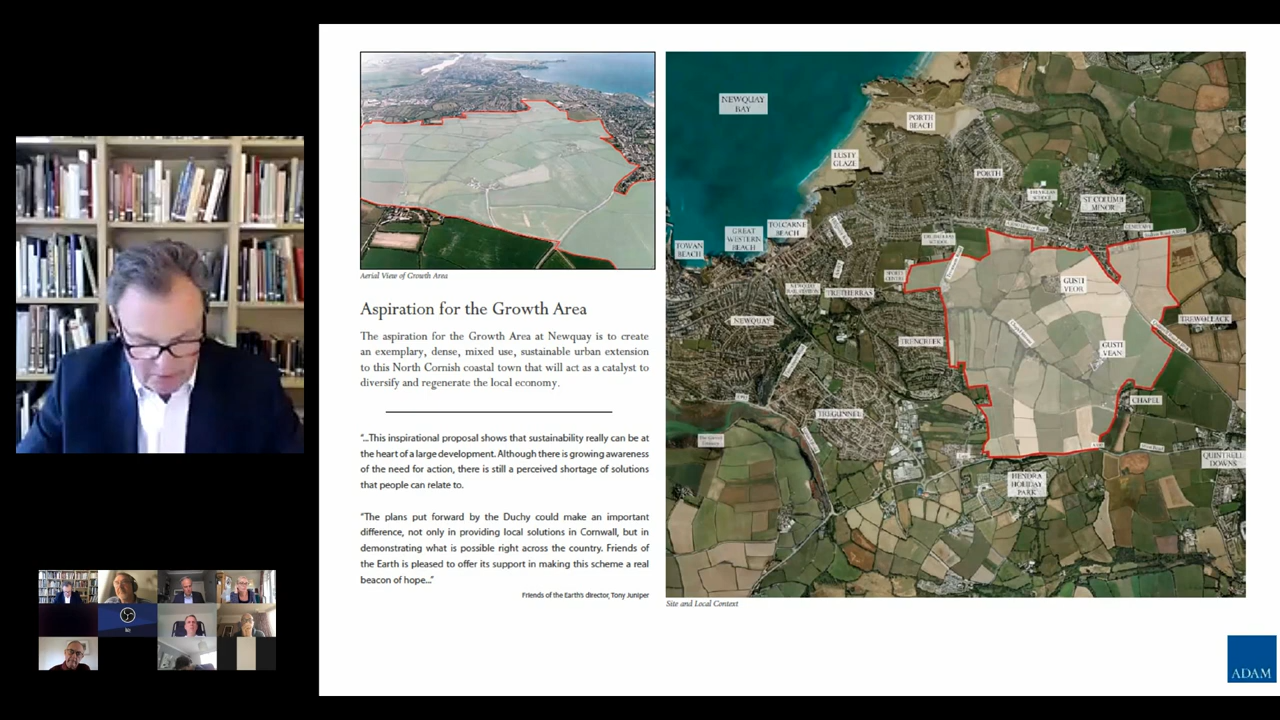 Aerial View of Growth Area
Aspiration for the Growth Area
The aspiration for the Growth Area at Newquay is to create
an exemplary, dense, mixed use, sustainable urban extension
to this North Cornish coastal town that will act as a catalyst to
diversify and regenerate the local economy.
"...This inspirational proposal shows that sustainability really can be at
the heart of a large development. Although there is growing awareness
of the need for action, there is still a perceived shortage of solutions
that people can relate to.
"The plans put forward by the Duchy could make an important
difference, not only in providing local solutions in Cornwall, but in
demonstrating what is possible right across the country. Friends of
the Earth is pleased to offer its support in making this scheme a real
beacon of hope..."
Friends of the Earth's director, Tony Juniper
NEWQUAY
BAY
PORTH
BEACH
LUSTY
GLAZE
PORTH
ST COLUMB
MINOR
TOLCARNE
BEACH
GREAT
WESTERN
BEACH
TOWAN
BEACH
SPORTS
CENTRE
GUSTI
VEOR
TRETHERRAS
NEWQUAY
TREWOLLACK
TRENCREEK
GUSTI
VEAN
CHAPEL
TREGUNNEL
QUINTRELL
DOWNS
HENDRA
HOLIDAY
PARK
Site and Local Context
ADAM